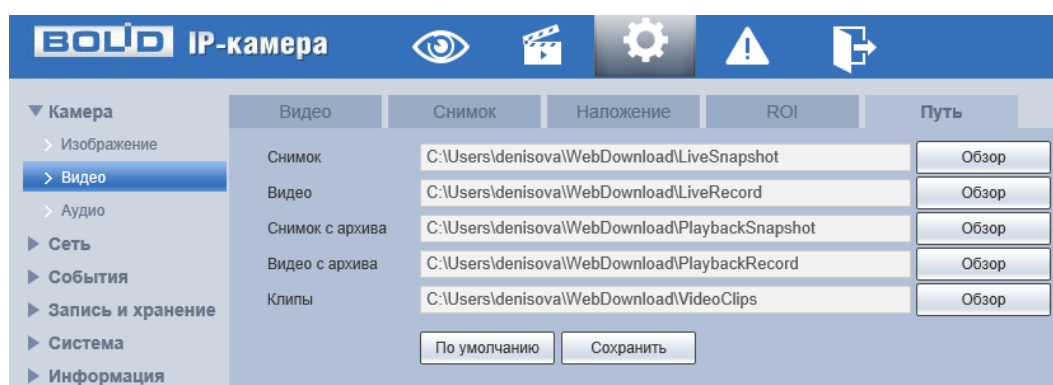 BOLID IP-камера
Камера
Изображение
Видео
Аудио
Сеть
События
Запись и хранение
Система
Информация
Видео Снимок Наложение ROI Путь
Снимок C:\Users\denisova\WebDownload\LiveSnapshot Обзор
Видео C:\Users\denisova\WebDownload\LiveRecord Обзор
Снимок с архива C:\Users\denisova\WebDownload\PlaybackSnapshot Обзор
Видео с архива C:\Users\denisova\WebDownload\PlaybackRecord Обзор
Клипы C:\Users\denisova\WebDownload\VideoClips Обзор
По умолчанию Сохранить